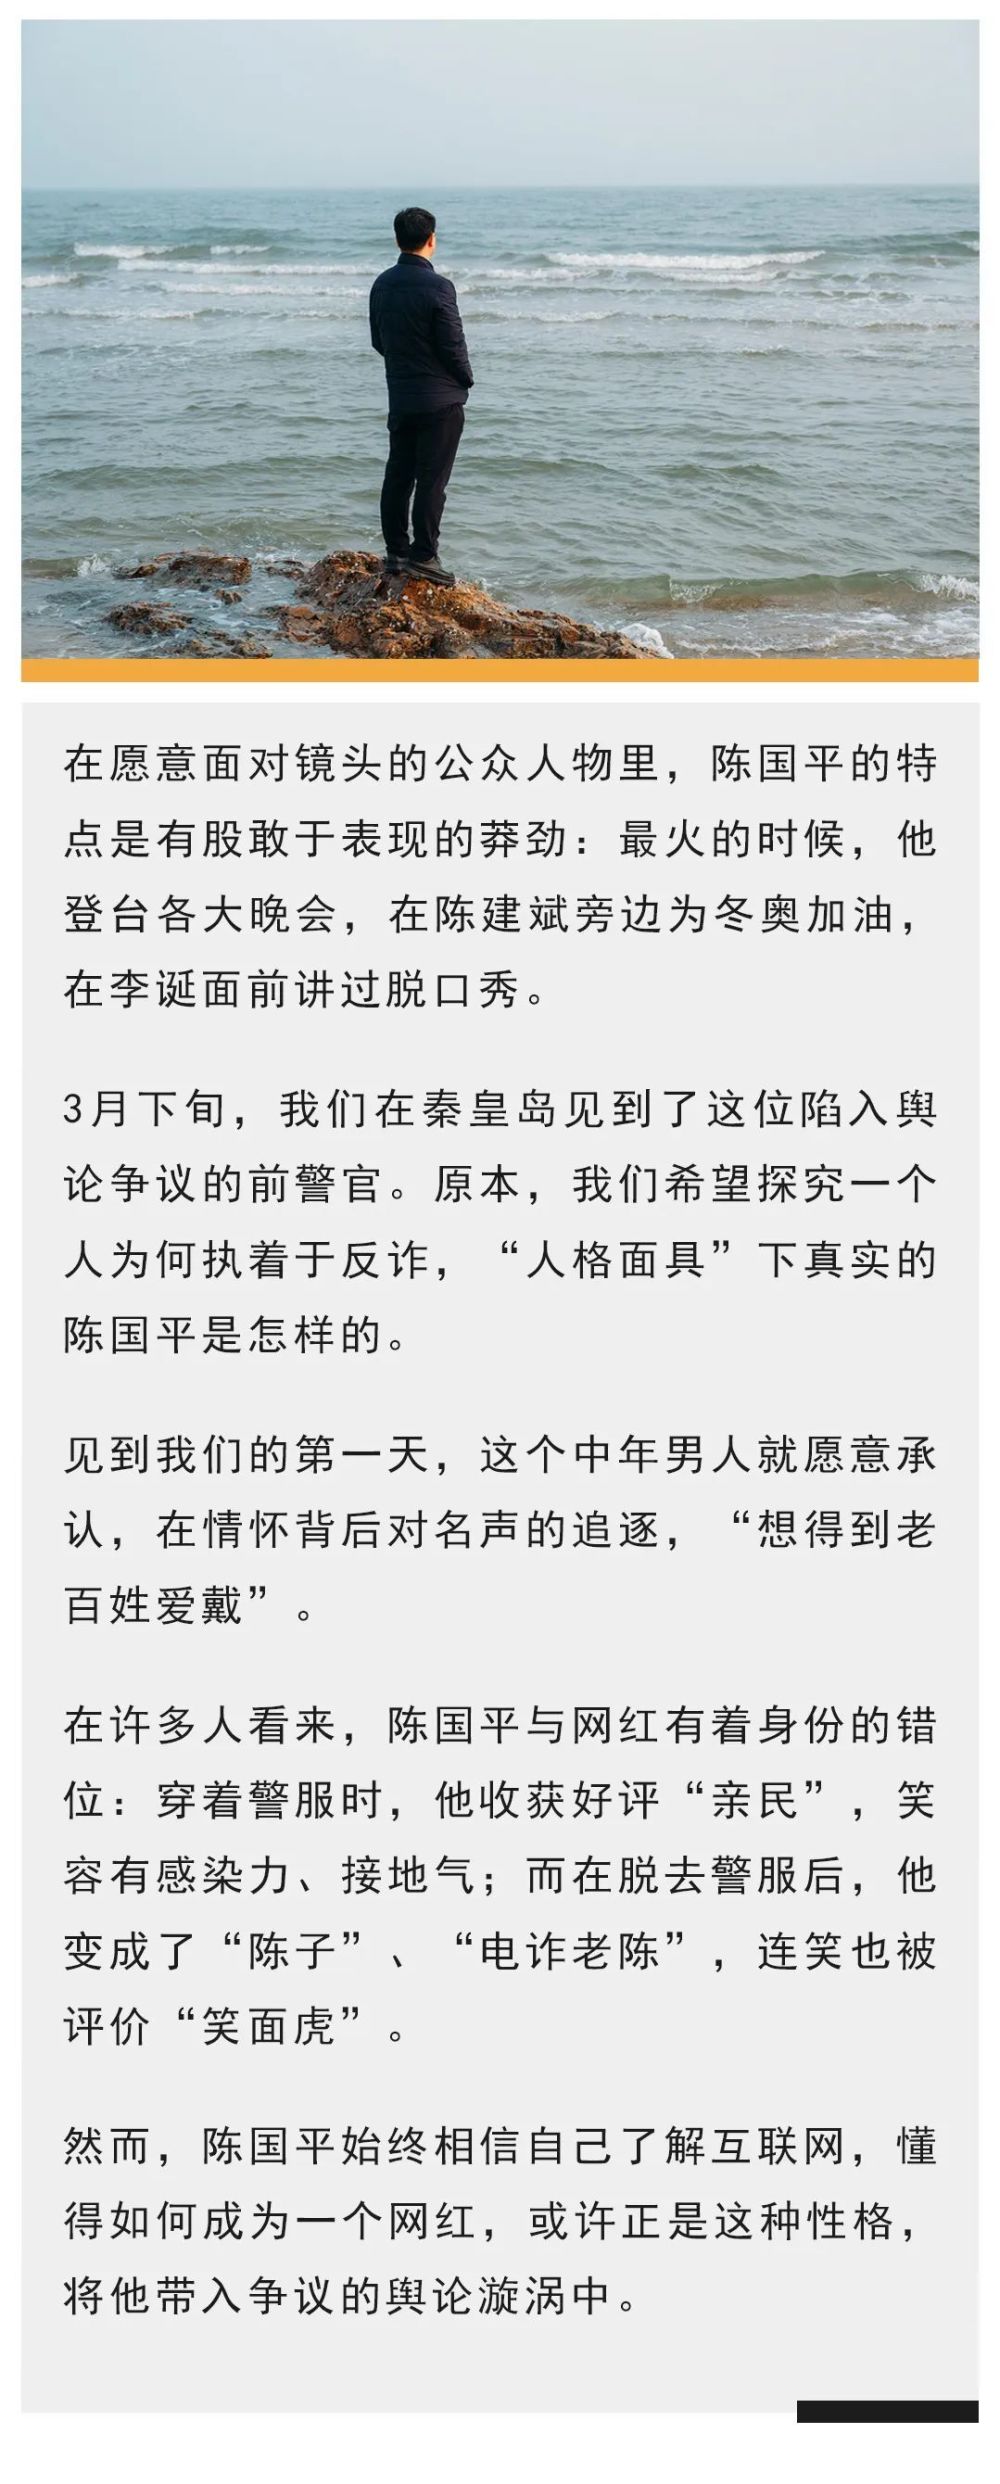 在愿意面对镜头的公众人物里，陈国平的特
点是有股敢于表现的莽劲：最火的时候，他
登台各大晚会，在陈建斌旁边为冬奥加油，
在李诞面前讲过脱口秀。
3月下旬，我们在秦皇岛见到了这位陷入舆
论争议的前警官。原本，我们希望探究一个
人为何执着于反诈，“人格面具”下真实的
陈国平是怎样的。
见到我们的第一天，这个中年男人就愿意承
认，在情怀背后对名声的追逐，“想得到老
百姓爱戴”。
在许多人看来，陈国平与网红有着身份的错
位：穿着警服时，他收获好评“亲民”，笑
容有感染力、接地气；而在脱去警服后，他
变成了“陈子”、“电诈老陈”，连笑也被
评价“笑面虎”。
然而，陈国平始终相信自己了解互联网，懂
得如何成为一个网红，或许正是这种性格，
将他带入争议的舆论漩涡中。